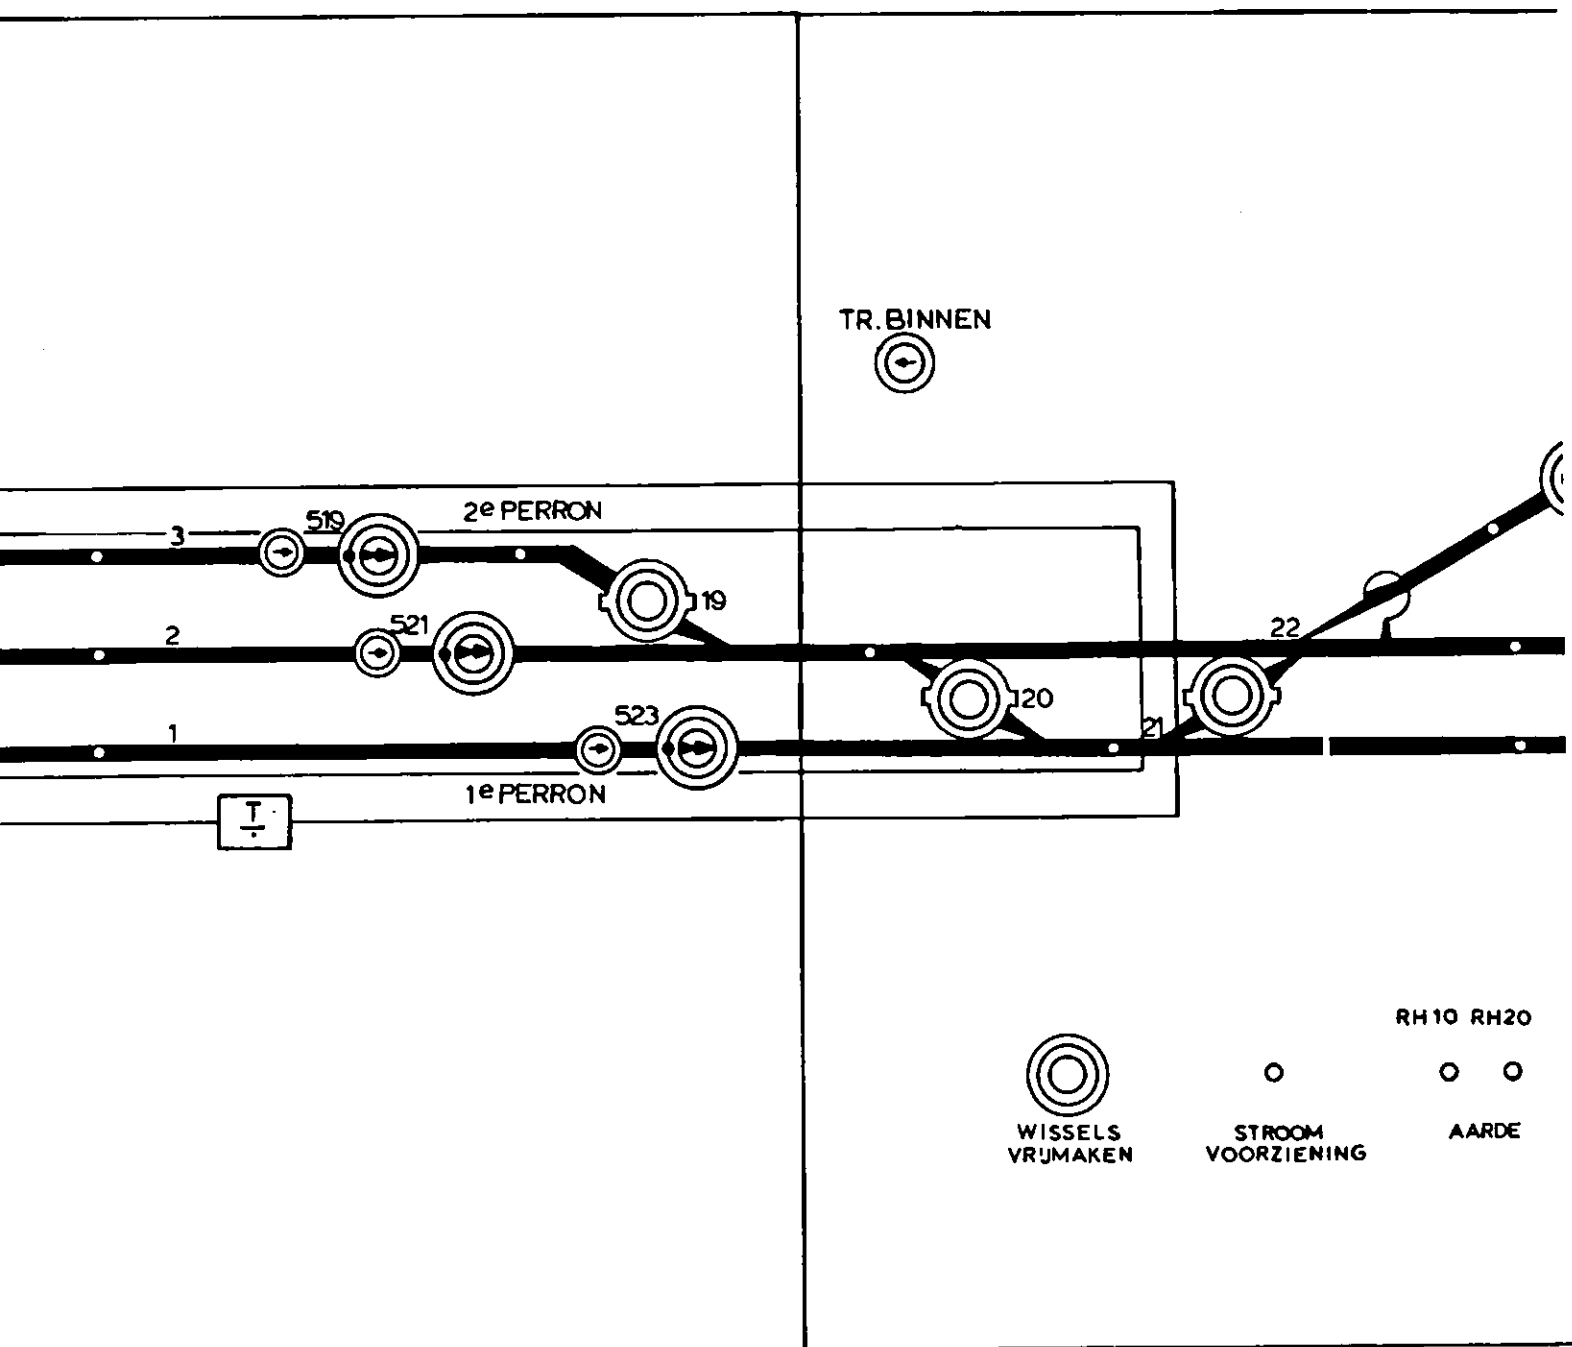 TR.BINNEN
2e PERRON
519
3
19
521
2
22
20
523
21
1
1e PERRON
T
RH10 RH20
WISSELS
VRIJMAKEN
STROOM
VOORZIENING
AARDE